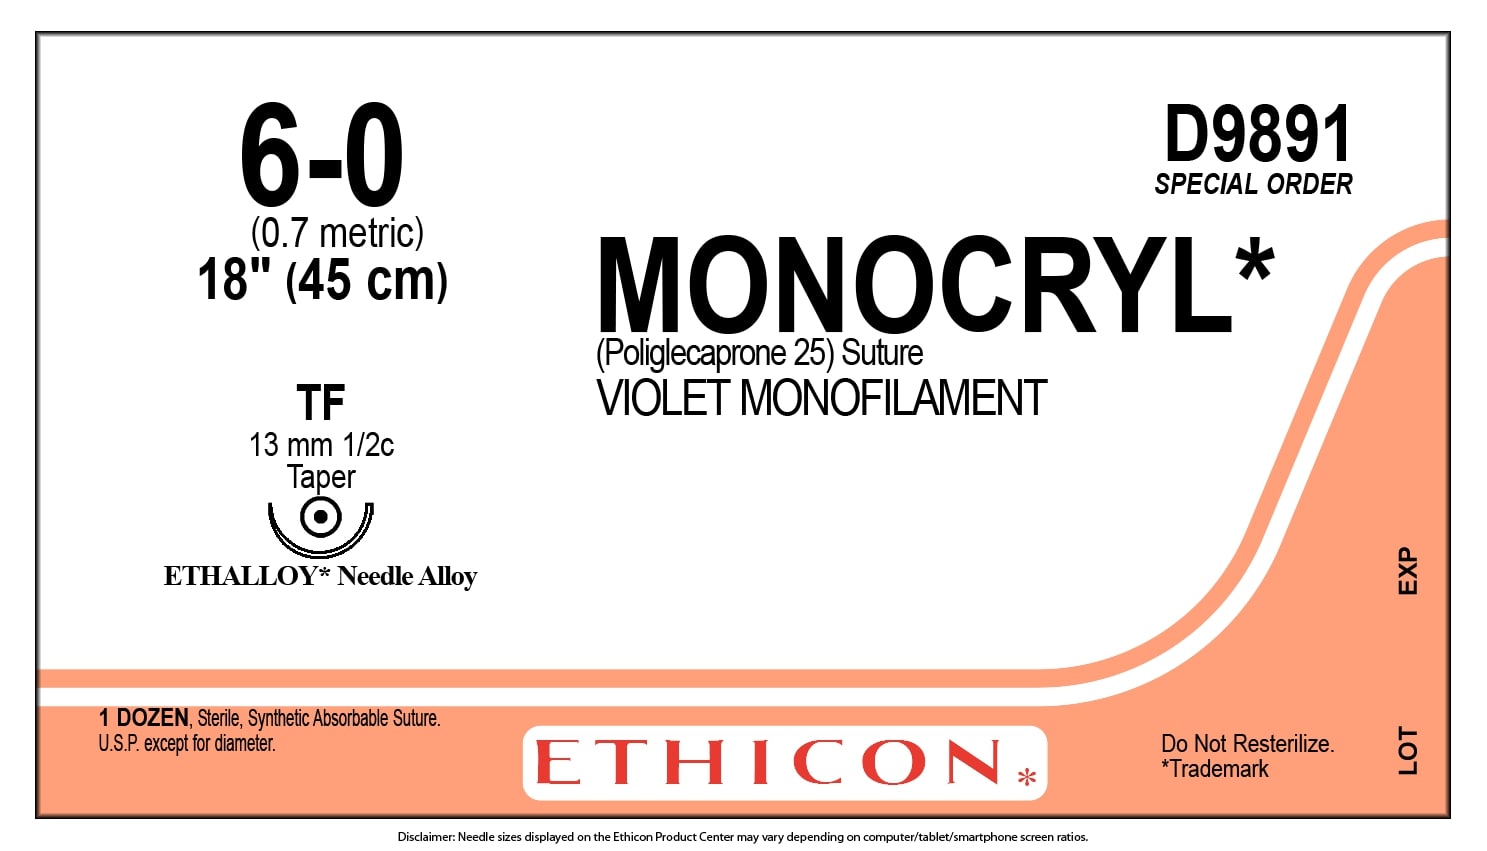 6-0
(0.7 metric)
18" (45 cm)
TF
13 mm 1/2c
Taper
ETHALLOY* Needle Alloy
D9891
SPECIAL ORDER
MONOCRYL*
(Poliglecaprone 25) Suture
VIOLET MONOFILAMENT
EXP
LOT
1 DOZEN, Sterile, Synthetic Absorbable Suture.
U.S.P. except for diameter.
ETHICON*
Do Not Resterilize.
*Trademark
Disclaimer: Needle sizes displayed on the Ethicon Product Center may vary depending on computer/tablet/smartphone screen ratios.